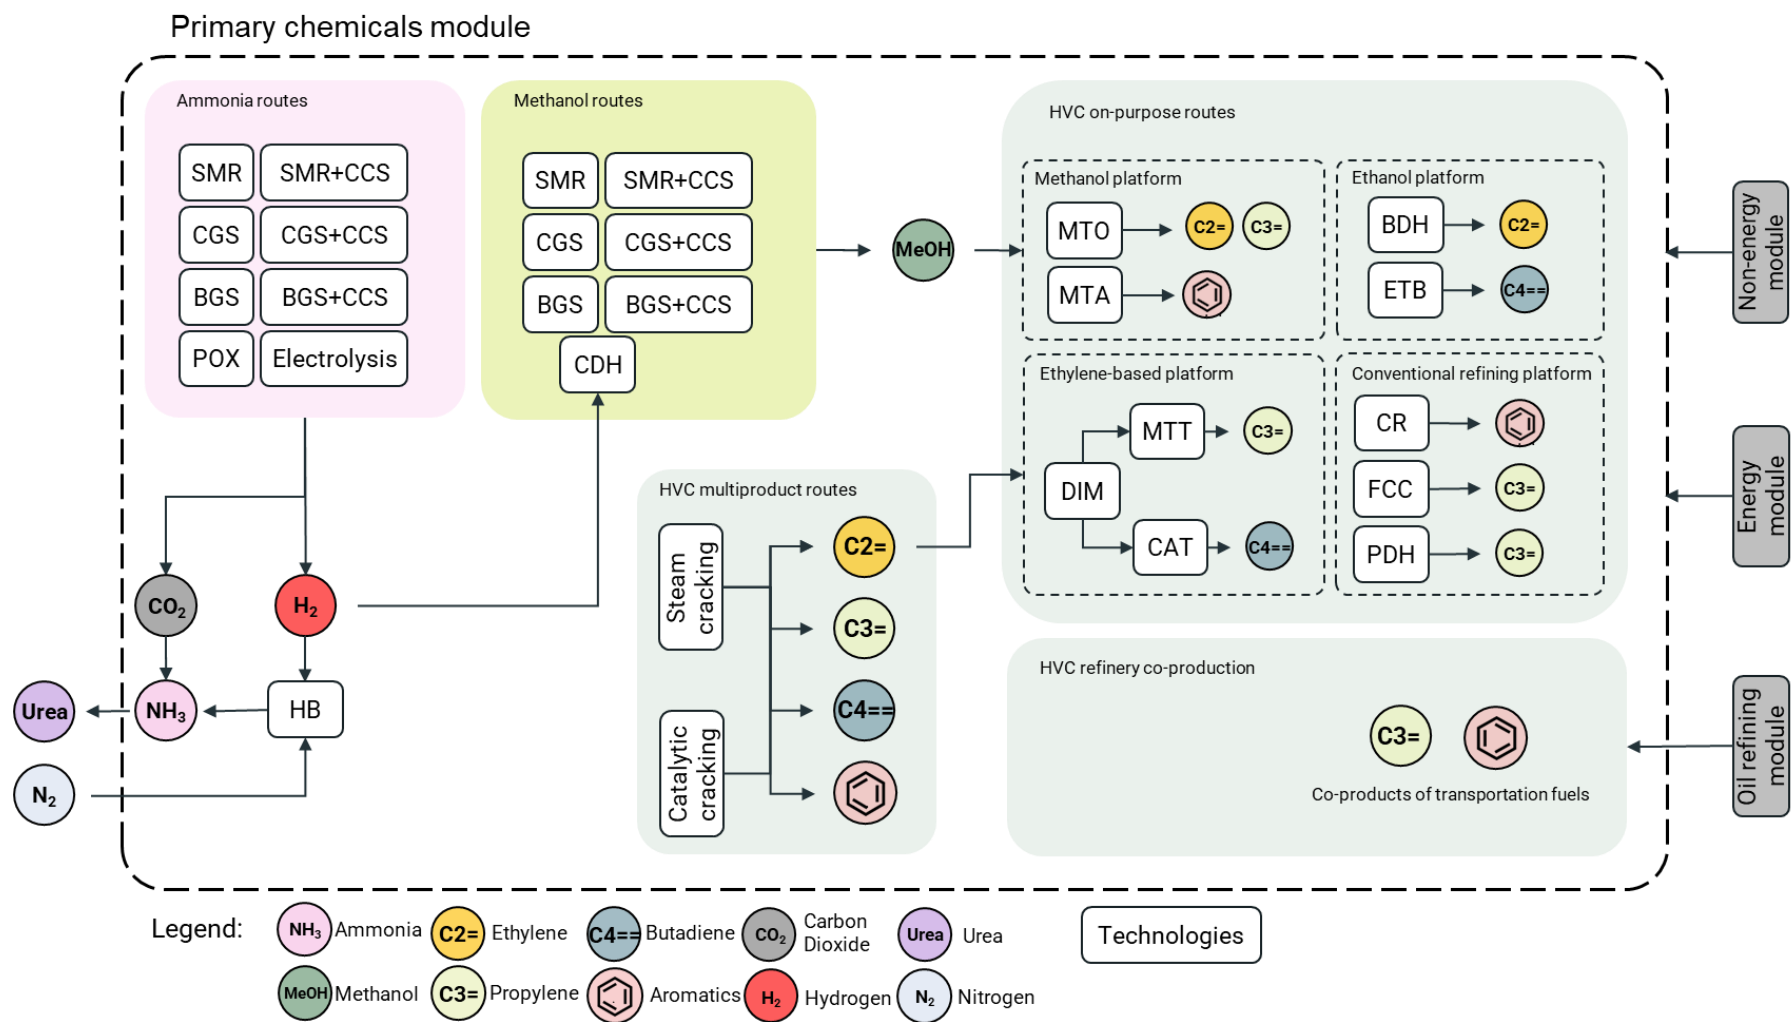 Primary chemicals module
Ammonia routes
SMR
SMR+CCS
CGS
CGS+CCS
BGS
BGS+CCS
POX
Electrolysis
Methanol routes
SMR
SMR+CCS
CGS
CGS+CCS
BGS
BGS+CCS
CDH
MeOH
HVC on-purpose routes
Methanol platform
MTO
C2=
C3=
MTA
Ethanol platform
BDH
C2=
ETB
C4==
Ethylene-based platform
DIM
MTT
C3=
CAT
C4==
Conventional refining platform
CR
FCC
C3=
PDH
C3=
HVC multiproduct routes
Steam
cracking
Catalytic
cracking
C2=
C3=
C4==
CO₂
H₂
Urea
NH₃
HB
N₂
HVC refinery co-production
C3=
Co-products of transportation fuels
Non-energy
module
Energy
module
Oil refining
module
Legend:
NH₃ Ammonia
C2= Ethylene
C4== Butadiene
CO₂ Carbon
Dioxide
Urea Urea
Technologies
MeOH Methanol
C3= Propylene
Aromatics
H₂ Hydrogen
N₂ Nitrogen